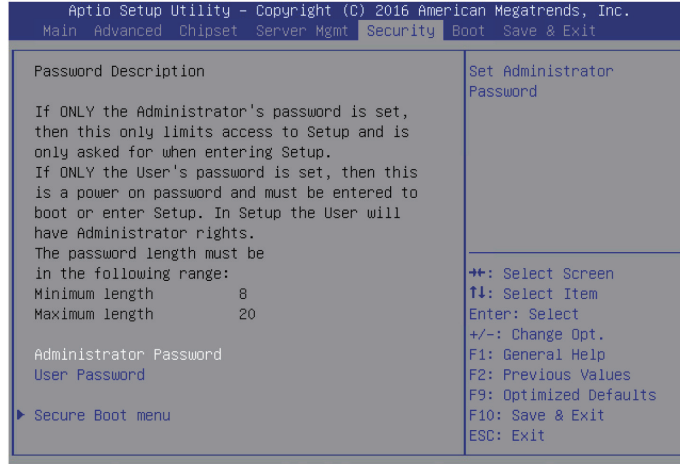 Aptio Setup Utility – Copyright (C) 2016 American Megatrends, Inc.
Main Advanced Chipset Server Mgmt Security Boot Save & Exit
Password Description
If ONLY the Administrator's password is set,
then this only limits access to Setup and is
only asked for when entering Setup.
If ONLY the User's password is set, then this
is a power on password and must be entered to
boot or enter Setup. In Setup the User will
have Administrator rights.
The password length must be
in the following range:
Minimum length 8
Maximum length 20
Administrator Password
User Password
Secure Boot menu
Set Administrator
Password
→←: Select Screen
↑↓: Select Item
Enter: Select
+/-: Change Opt.
F1: General Help
F2: Previous Values
F9: Optimized Defaults
F10: Save & Exit
ESC: Exit